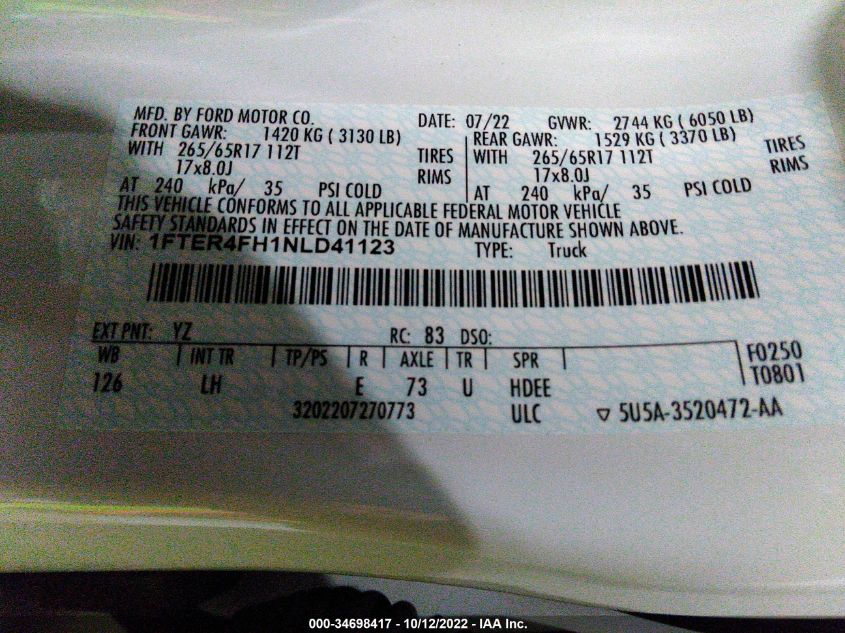 MFD. BY FORD MOTOR CO. DATE: 07/22 GVWR: 2744 KG ( 6050 LB)
FRONT GAWR: 1420 KG ( 3130 LB) REAR GAWR: 1529 KG ( 3370 LB)
WITH 265/65R17 112T TIRES WITH 265/65R17 112T TIRES
17x8.0J RIMS 17x8.0J RIMS
AT 240 kPa/ 35 PSI COLD AT 240 kPa/ 35 PSI COLD
THIS VEHICLE CONFORMS TO ALL APPLICABLE FEDERAL MOTOR VEHICLE
SAFETY STANDARDS IN EFFECT ON THE DATE OF MANUFACTURE SHOWN ABOVE.
VIN: 1FTER4FH1NLD41123 TYPE: Truck
EXT PNT: YZ RC: 83 DSO:
WB INT TR TP/PS R AXLE TR SPR F0250
126 LH E 73 U HDEE T0801
3202207270773 ULC ▽ 5U5A-3520472-AA
000-34698417 - 10/12/2022 - IAA Inc.